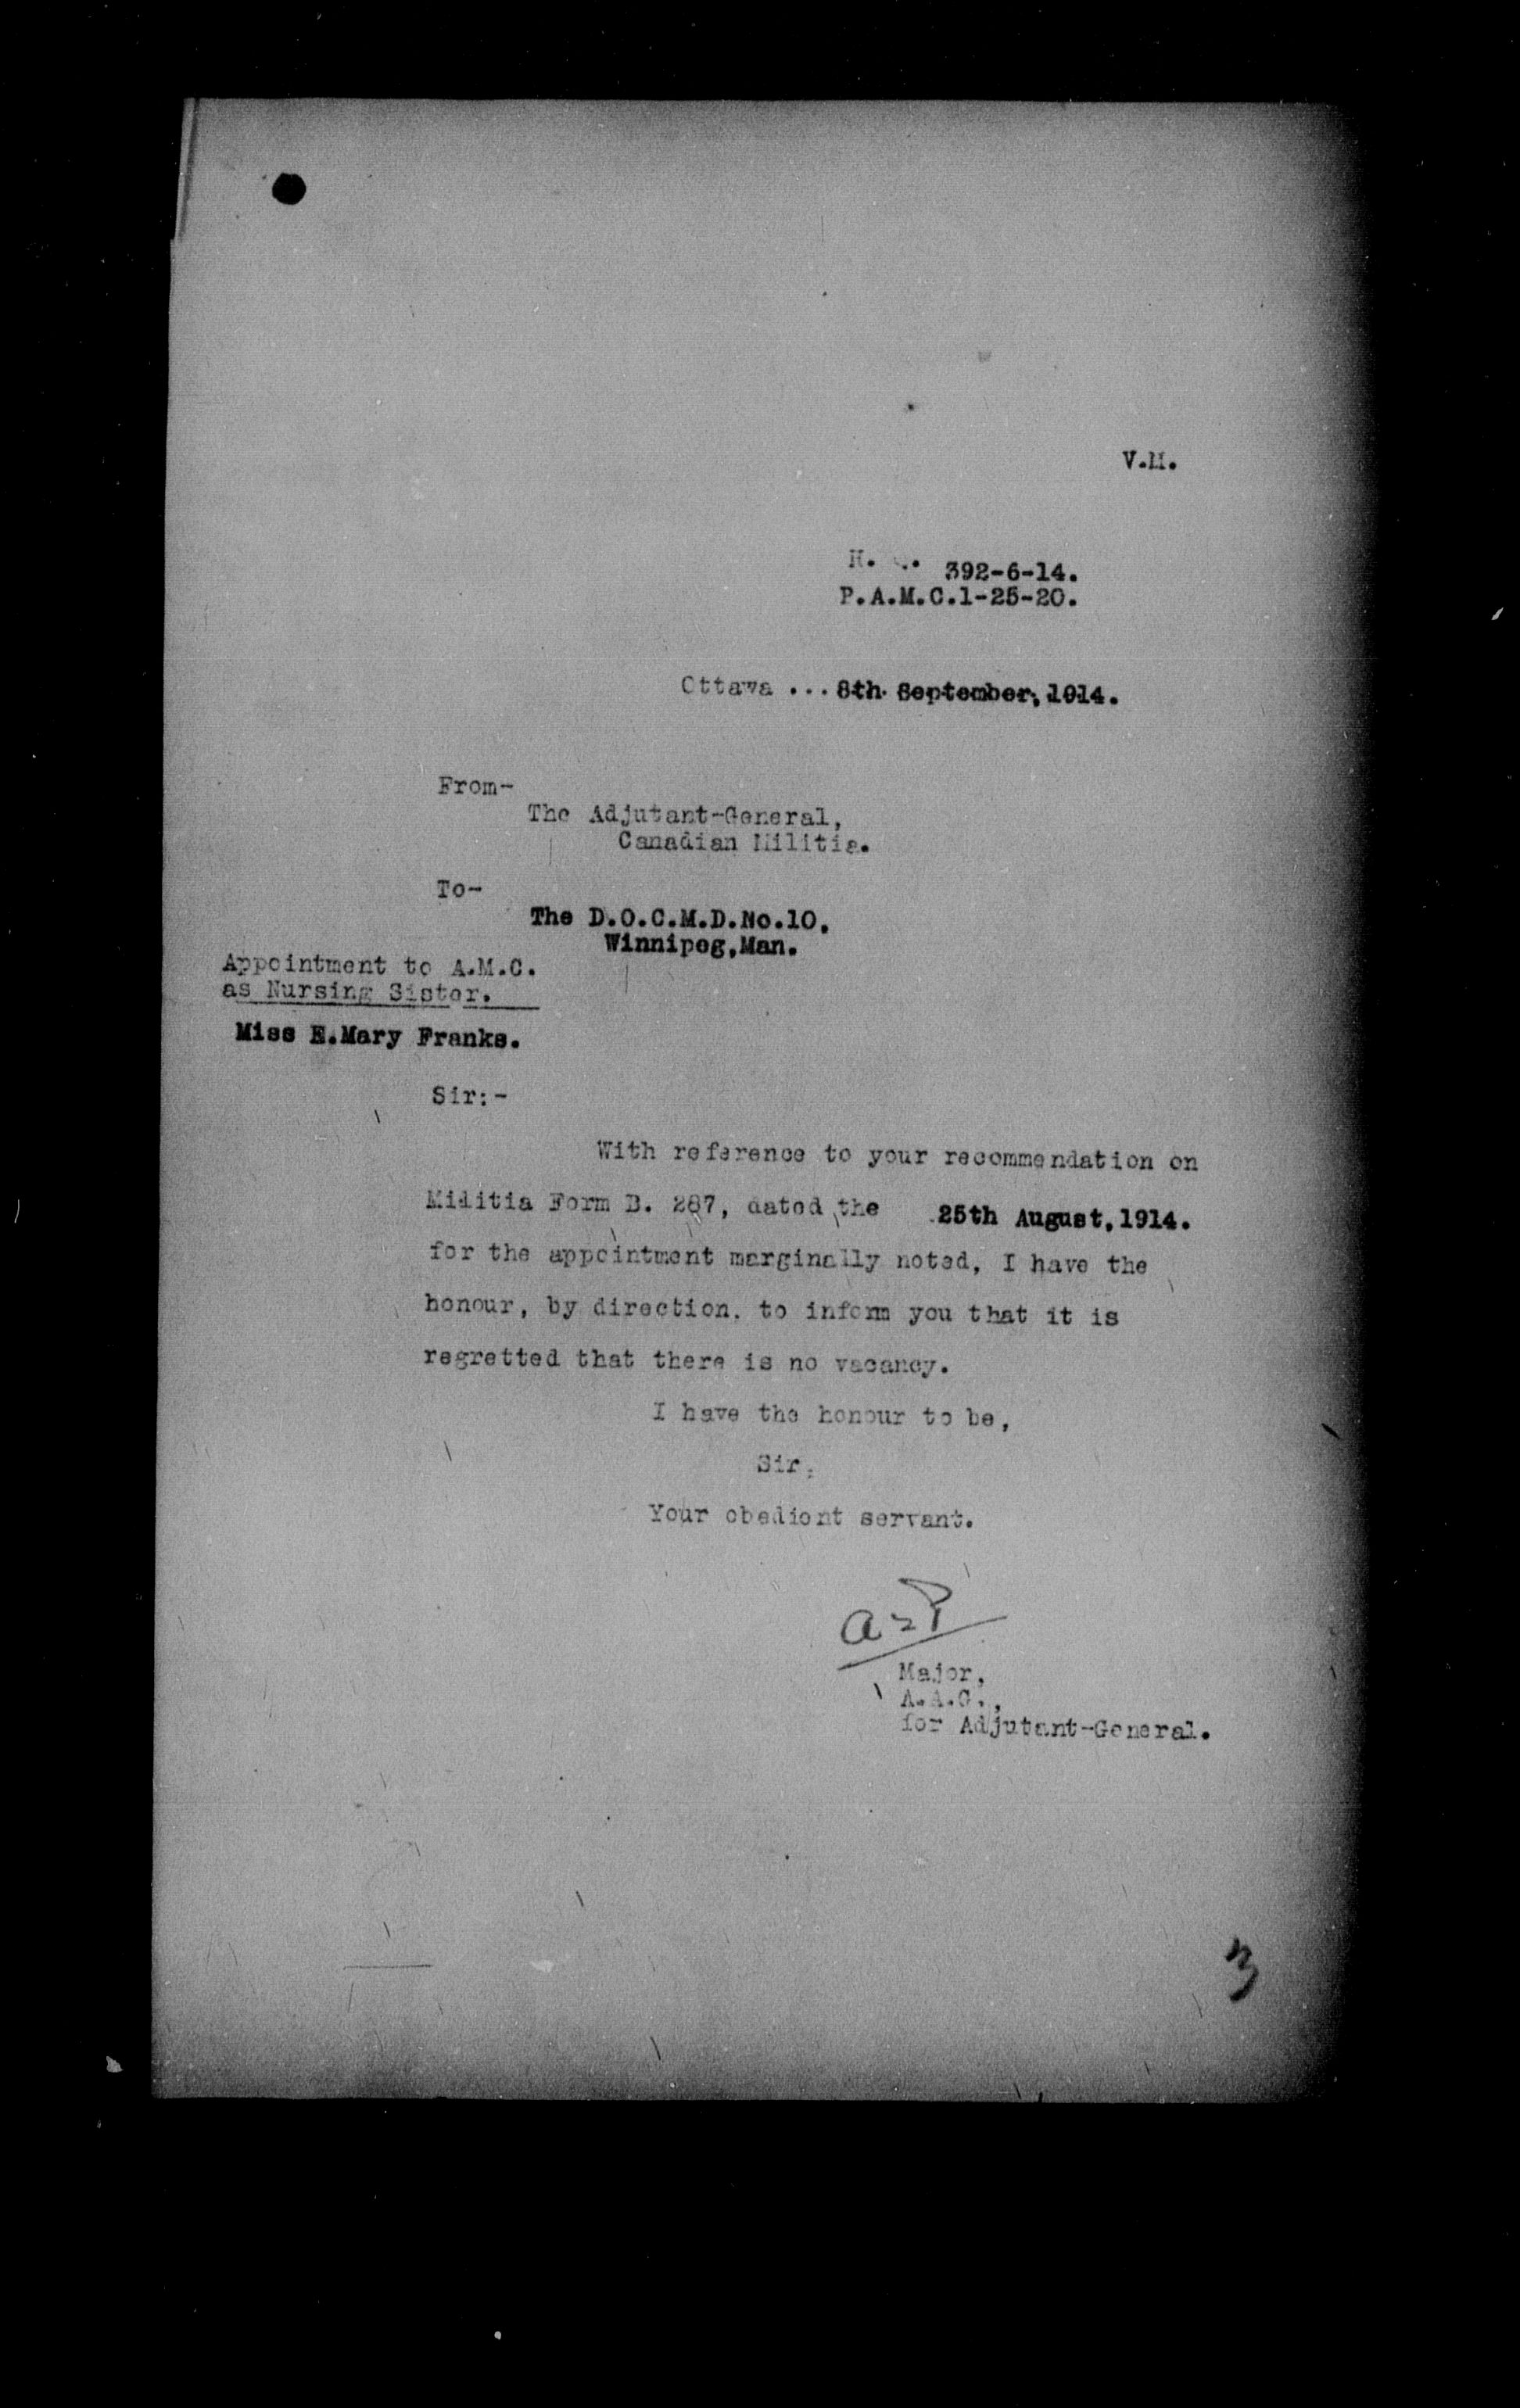 V.M.
H. . 392-6-14.
P.A.M.C.1-25-20.
Ottawa ... 8th September, 1914.
From-
The Adjutant-General,
Canadian Militia.
To-
The D.O.C.M.D.No.10,
Winnipeg,Man.
Appointment to A.M.C.
as Nursing Sister.
Miss E.Mary Franks.
Sir:-
With reference to your recommendation on
Militia Form B. 287, dated the 25th August,1914.
for the appointment marginally noted, I have the
honour, by direction, to inform you that it is
regretted that there is no vacancy.
I have the honour to be,
Sir,
Your obedient servant.
Major,
A.A.G.,
for Adjutant-General.
3